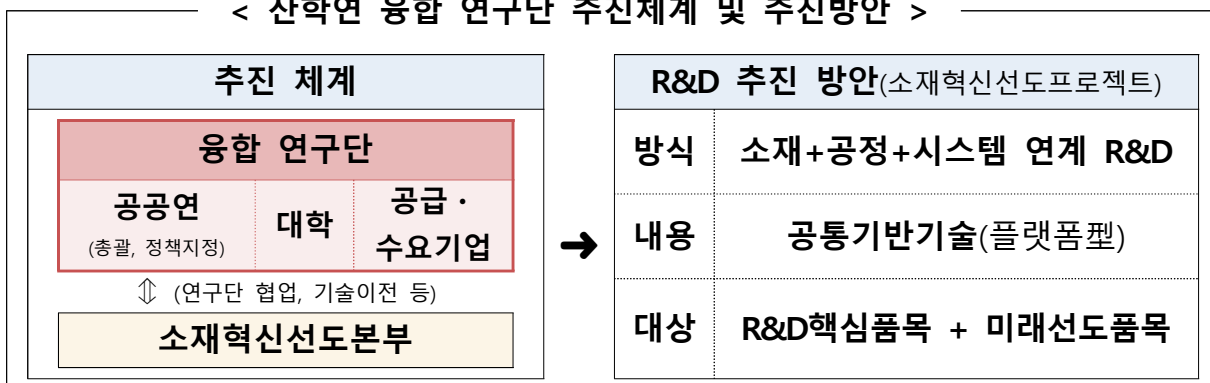 < 산학연 융합 연구단 추진체계 및 추진방안 >
추진 체계
융합 연구단
공공연
(총괄, 정책지정)
대학
공급·
수요기업
⇕ (연구단 협업, 기술이전 등)
소재혁신선도본부
➜
R&D 추진 방안(소재혁신선도프로젝트)
방식 소재+공정+시스템 연계 R&D
내용 공통기반기술(플랫폼型)
대상 R&D핵심품목 + 미래선도품목